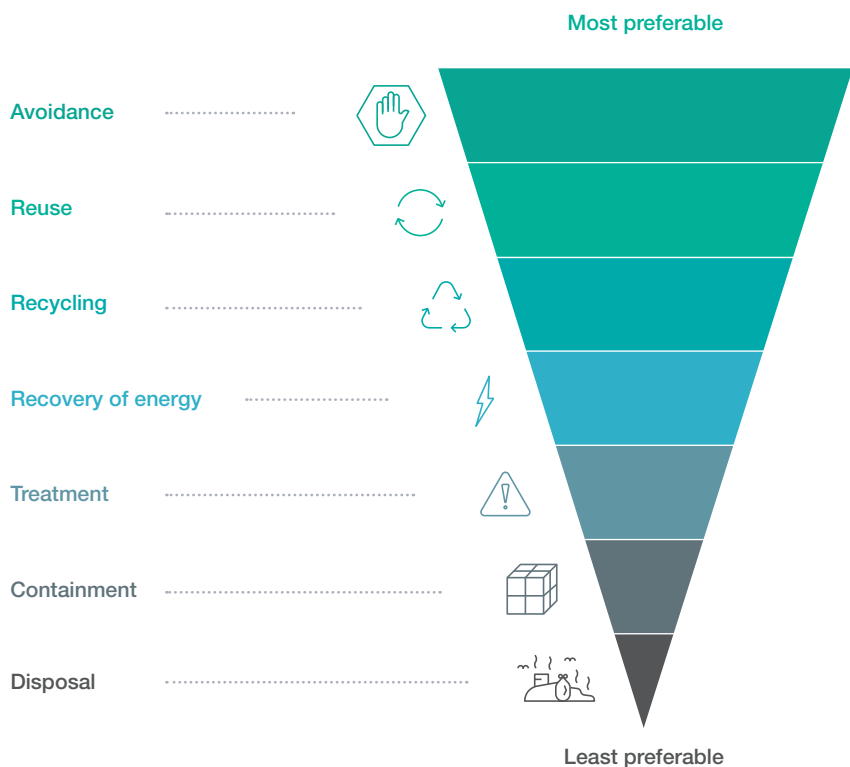 Most preferable
Avoidance
Reuse
Recycling
Recovery of energy
Treatment
Containment
Disposal
Least preferable